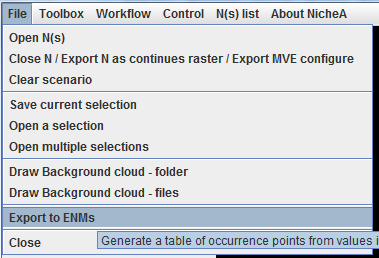 File Toolbox Workflow Control N(s) list About NicheA
Open N(s)
Close N / Export N as continues raster / Export MVE configure
Clear scenario
Save current selection
Open a selection
Open multiple selections
Draw Background cloud - folder
Draw Background cloud - files
Export to ENMs
Close
Generate a table of occurrence points from values i